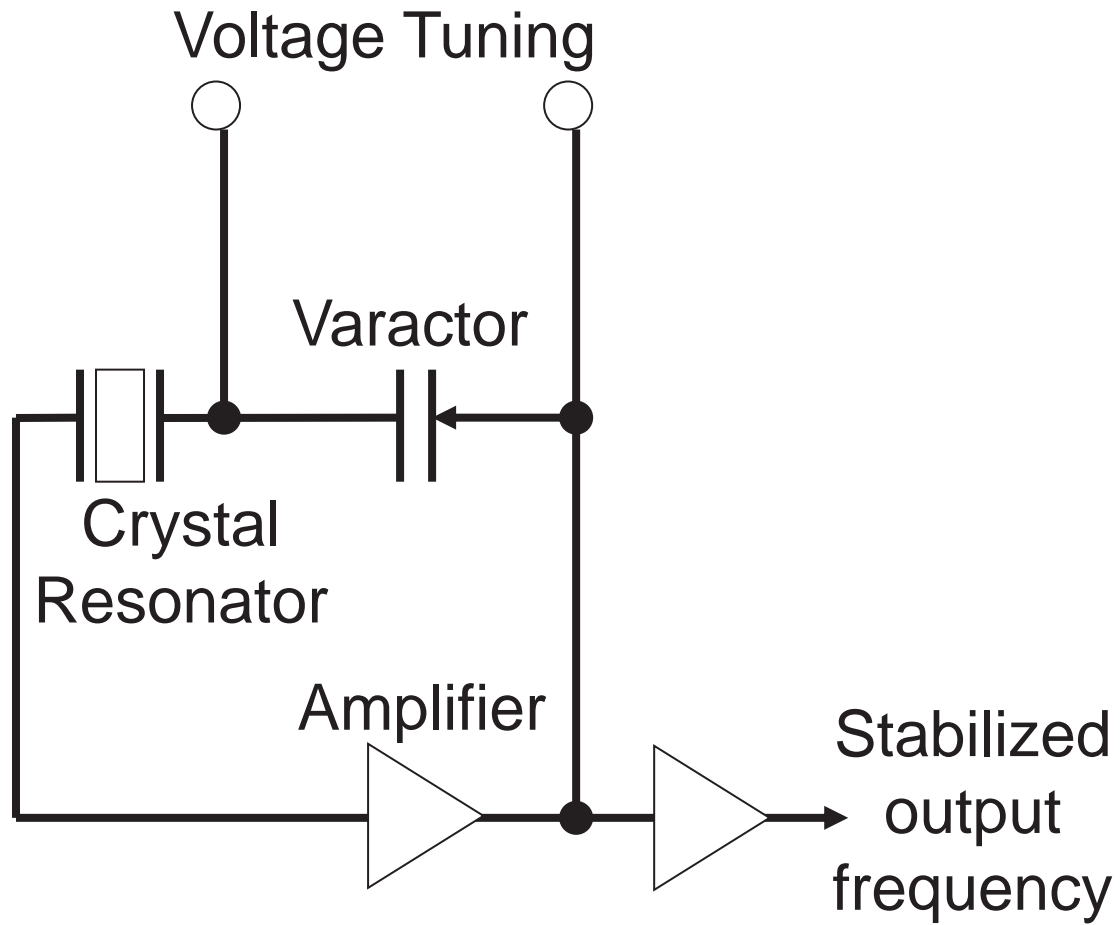 Voltage Tuning
Varactor
Crystal
Resonator
Amplifier
Stabilized
output
frequency